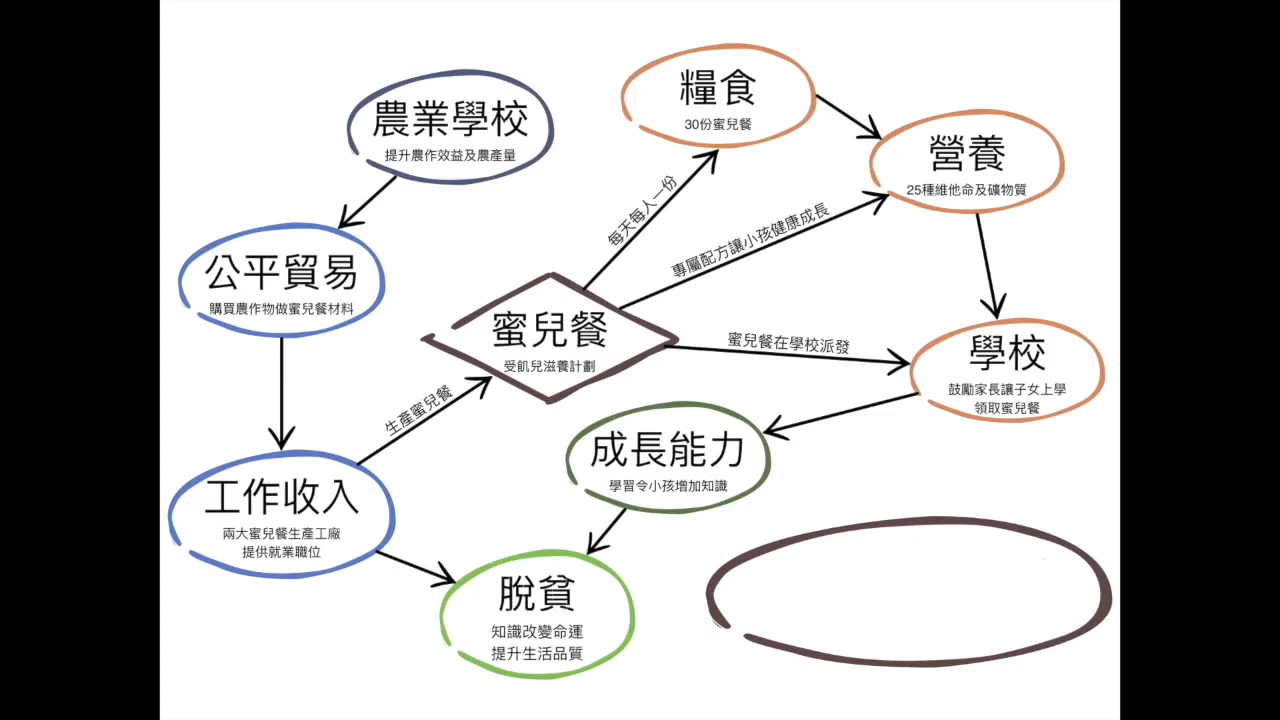 農業學校
提升農作效益及農產量
公平貿易
購買農作物做蜜兒餐材料
工作收入
兩大蜜兒餐生產工廠
提供就業職位
生產蜜兒餐
蜜兒餐
受飢兒滋養計劃
每天每人一份
糧食
30份蜜兒餐
專屬配方讓小孩健康成長
營養
25種維他命及礦物質
蜜兒餐在學校派發
學校
鼓勵家長讓子女上學
領取蜜兒餐
成長能力
學習令小孩增加知識
脫貧
知識改變命運
提升生活品質